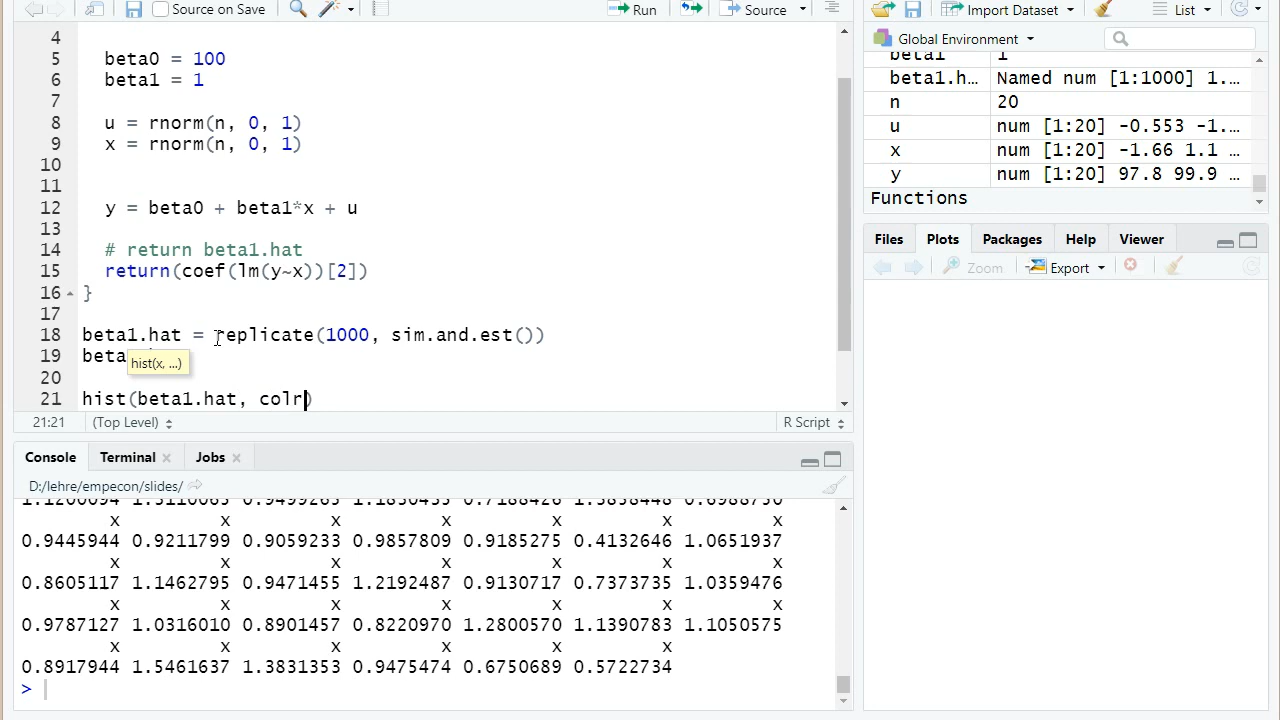 Source on Save Run Source Import Dataset List
4
5 beta0 = 100
6 beta1 = 1
7
8 u = rnorm(n, 0, 1)
9 x = rnorm(n, 0, 1)
10
11
12 y = beta0 + beta1*x + u
13
14 # return beta1.hat
15 return(coef(lm(y~x))[2])
16 }
17
18 beta1.hat = replicate(1000, sim.and.est())
19 beta
hist(x, ...)
20
21 hist(beta1.hat, colr)
21:21 (Top Level) R Script
Console Terminal Jobs
D:/lehre/empecon/slides/
x x x x x x x
0.9445944 0.9211799 0.9059233 0.9857809 0.9185275 0.4132646 1.0651937
x x x x x x x
0.8605117 1.1462795 0.9471455 1.2192487 0.9130717 0.7373735 1.0359476
x x x x x x x
0.9787127 1.0316010 0.8901457 0.8220970 1.2800570 1.1390783 1.1050575
x x x x x x
0.8917944 1.5461637 1.3831353 0.9475474 0.6750689 0.5722734
>
Global Environment
beta1 1
beta1.h… Named num [1:1000] 1.…
n 20
u num [1:20] -0.553 -1.…
x num [1:20] -1.66 1.1 …
y num [1:20] 97.8 99.9 …
Functions
Files Plots Packages Help Viewer
Zoom Export